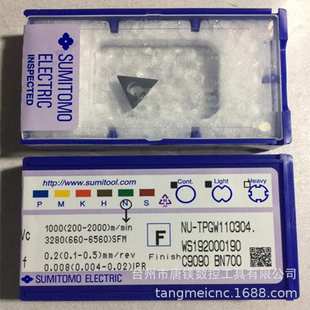 SUMITOMO
ELECTRIC
INSPECTED
www.sumitool.com
Cont.
Light
Heavy
P M K H N S
Vc
1000(200-2000)m/min
3280(660-6560)SFM
f
0.2(0.1-0.5)mm/rev
0.008(0.004-0.02)IPR
F
Finish
NU-TPGW110304.
WS192000190
C9090 BN700
SUMITOMO ELECTRIC
台州市唐镁数控工具有限公司
tangmeicnc.1688.com